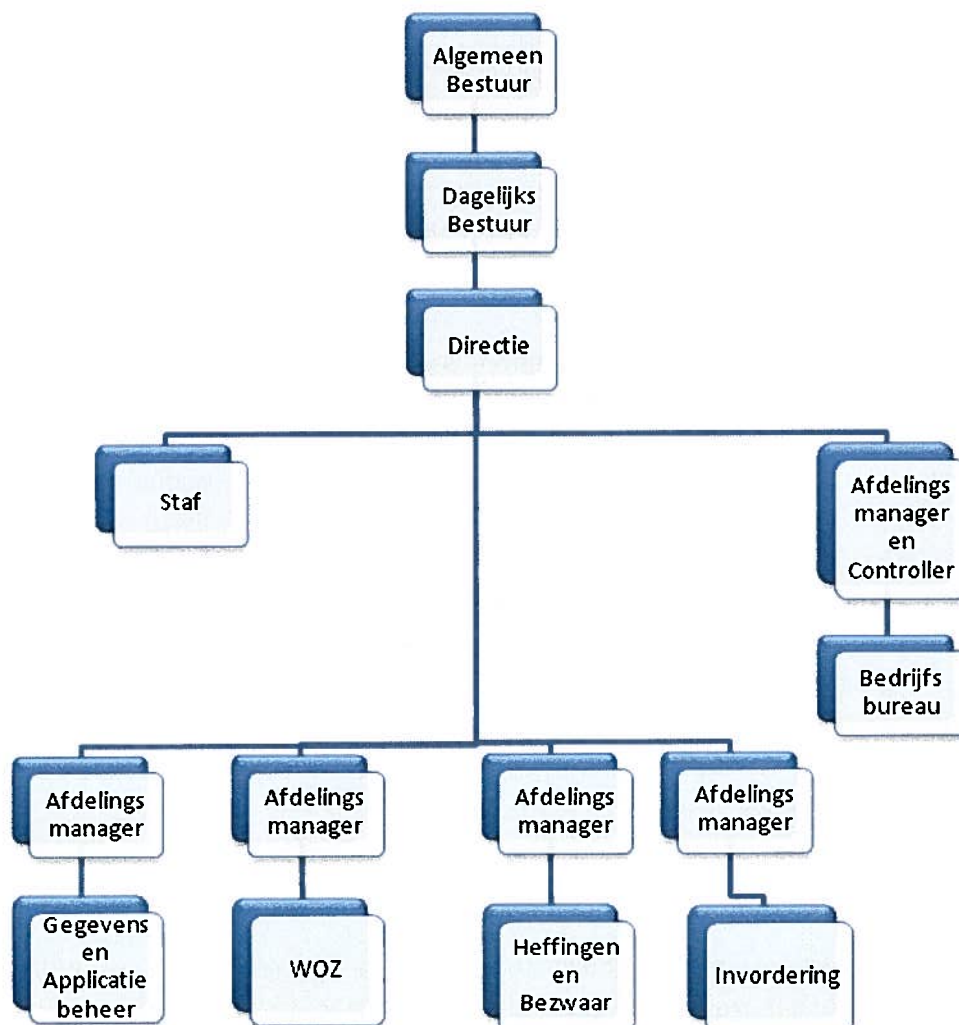 Algemeen
Bestuur
Dagelijks
Bestuur
Directie
Staf
Afdelings
manager
en
Controller
Bedrijfs
bureau
Afdelings
manager
Afdelings
manager
Afdelings
manager
Afdelings
manager
Gegevens
en
Applicatie
beheer
WOZ
Heffingen
en
Bezwaar
Invordering